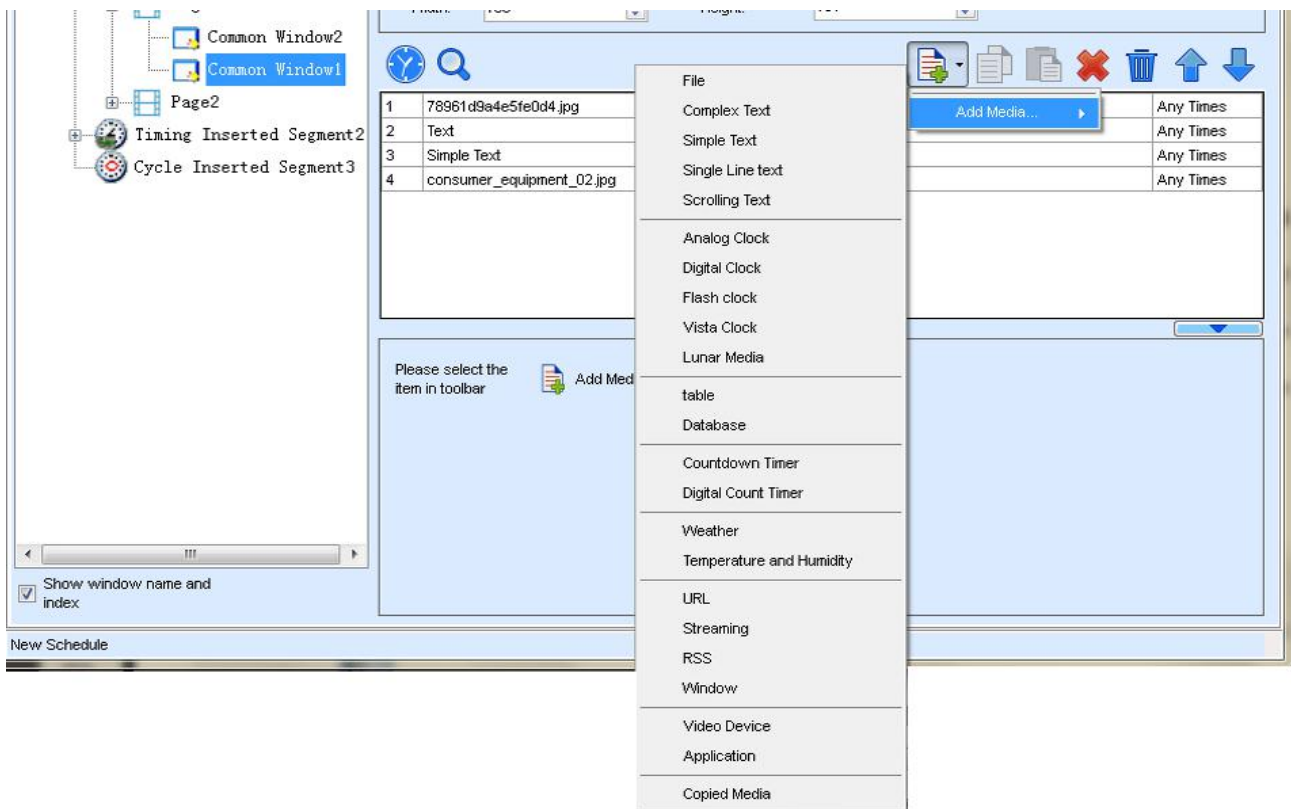 Common Window2
Common Window1
Page2
Timing Inserted Segment2
Cycle Inserted Segment3
Show window name and
index
New Schedule
1 78961d9a4e5fe0d4.jpg Any Times
2 Text Any Times
3 Simple Text Any Times
4 consumer_equipment_02.jpg Any Times
Please select the
item in toolbar
Add Med
Add Media...
File
Complex Text
Simple Text
Single Line text
Scrolling Text
Analog Clock
Digital Clock
Flash clock
Vista Clock
Lunar Media
table
Database
Countdown Timer
Digital Count Timer
Weather
Temperature and Humidity
URL
Streaming
RSS
Window
Video Device
Application
Copied Media